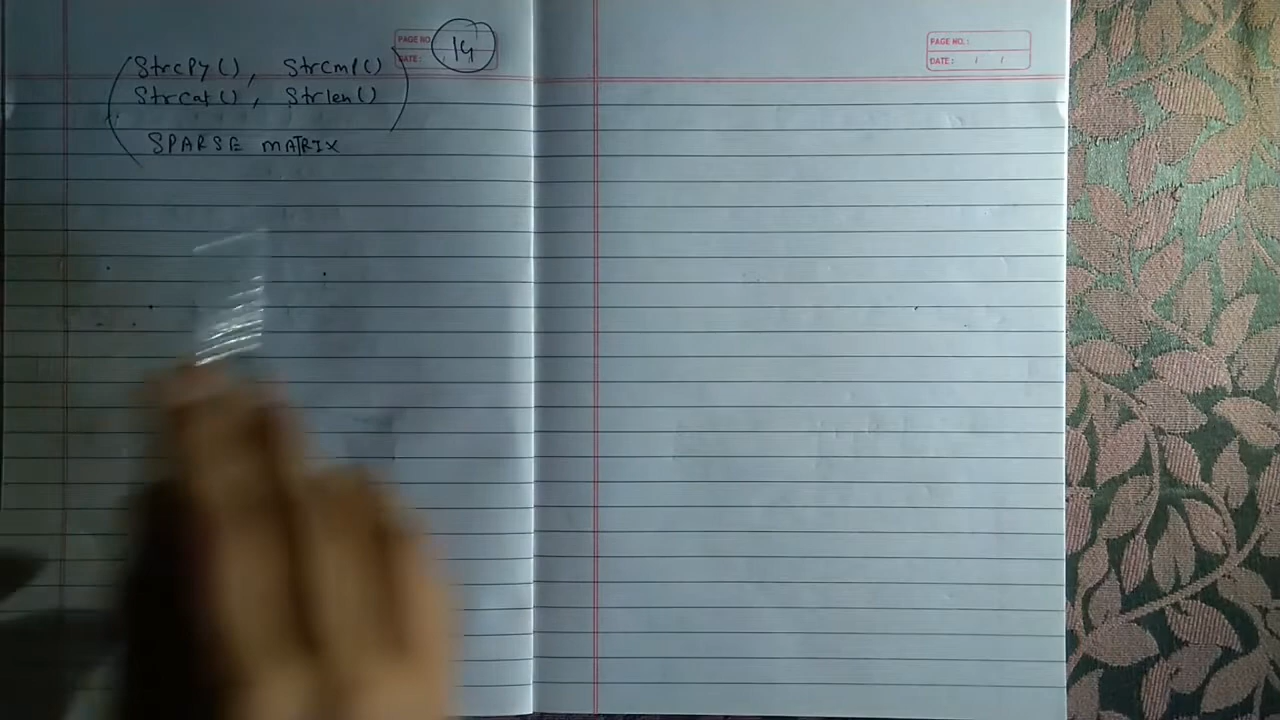 PAGE NO.: 14
DATE:
StrcPy() , StrCmp()
StrCat() , Strlen()
SPARSE MATRIX
PAGE NO.:
DATE: / /